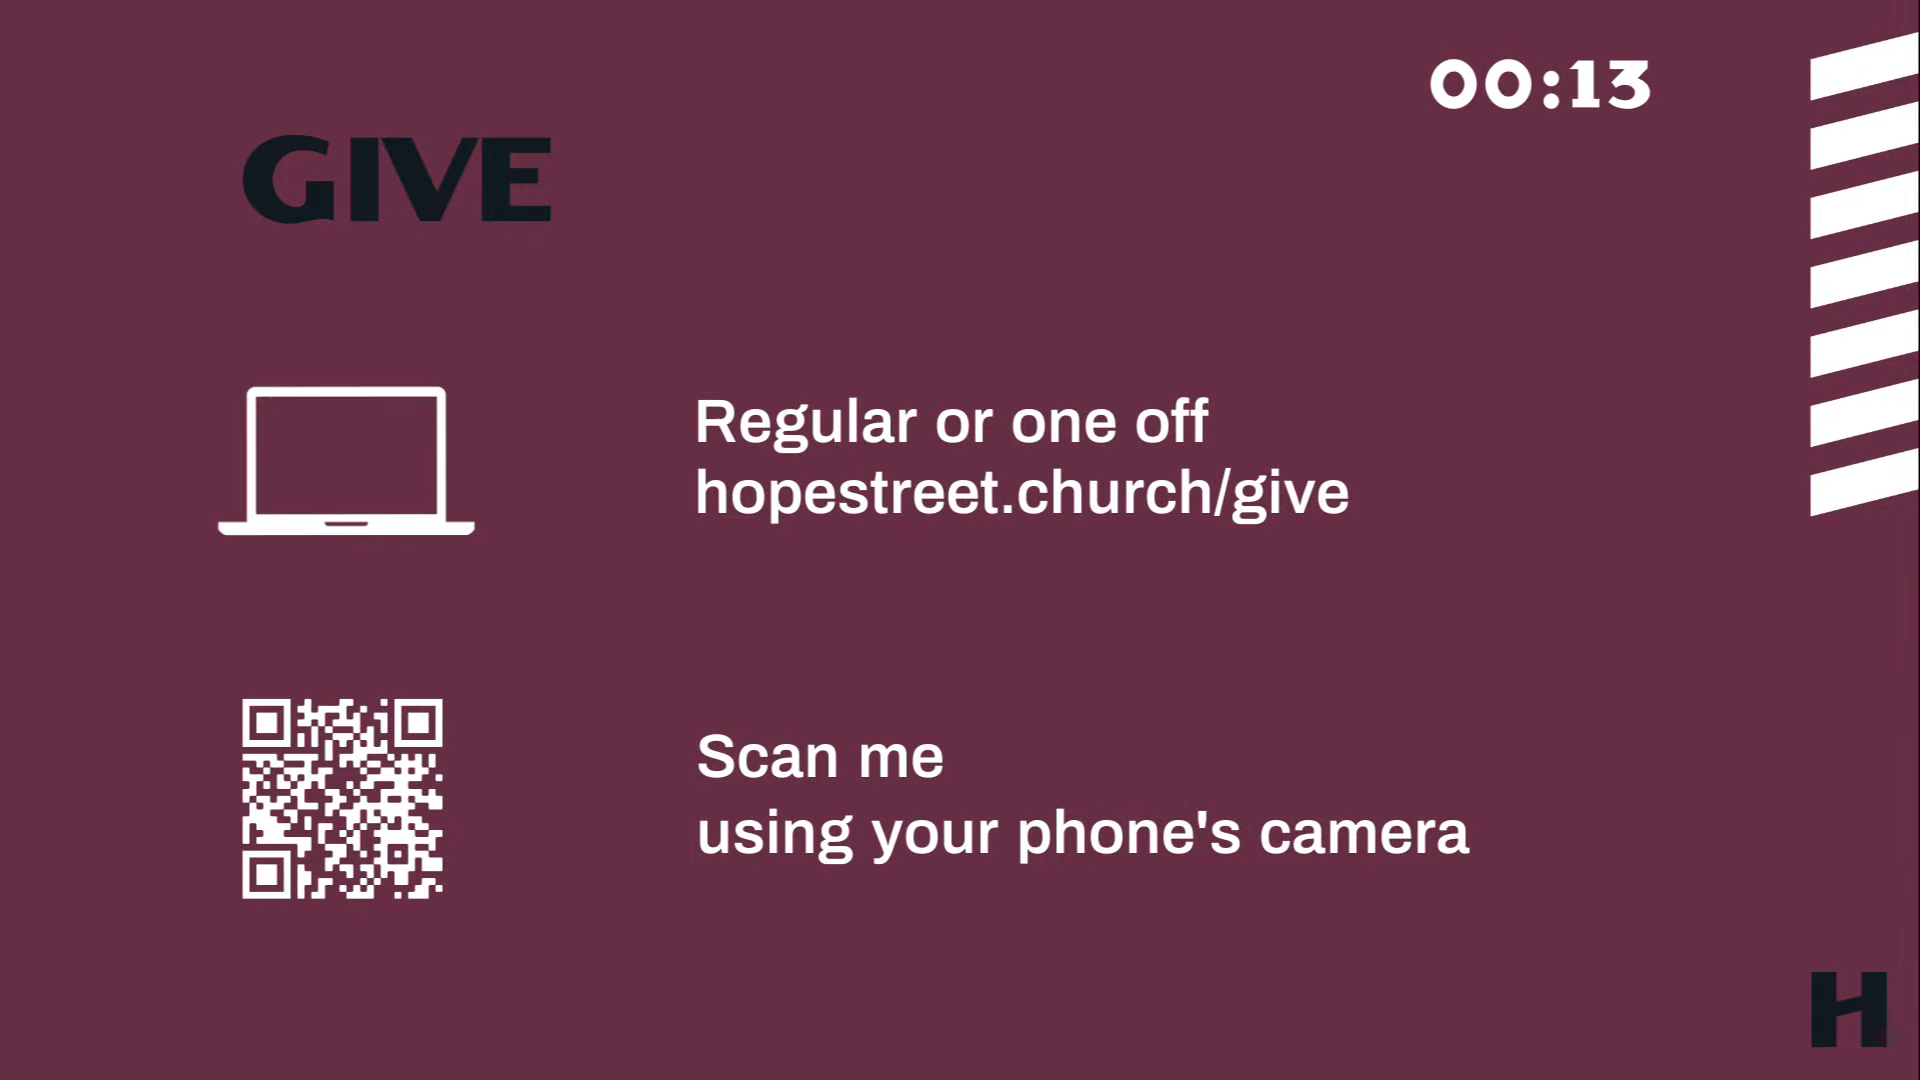 00:13
GIVE
Regular or one off
hopestreet.church/give
Scan me
using your phone's camera
H